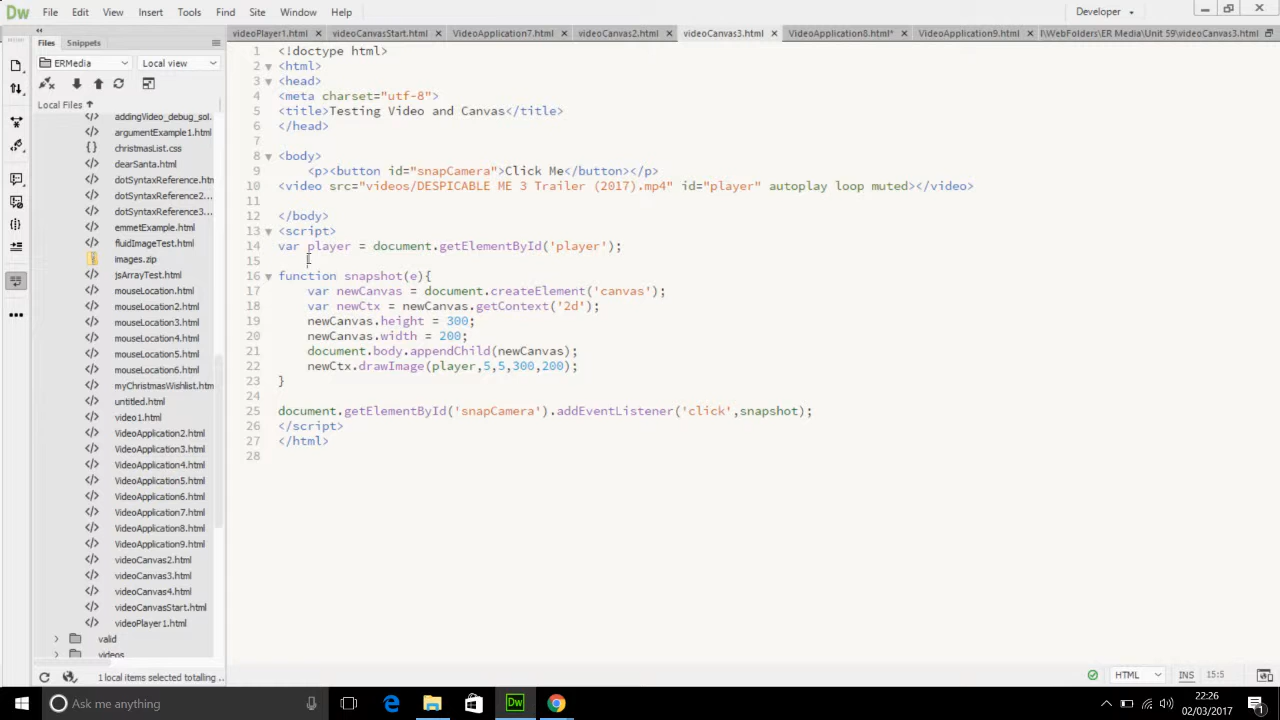 Dw File Edit View Insert Tools Find Site Window Help Developer
Files Snippets
videoPlayer1.html videoCanvasStart.html VideoApplication7.html videoCanvas2.html videoCanvas3.html VideoApplication8.html* VideoApplication9.html I\WebFolders\ER Media\Unit 59\videoCanvas3.html
ERMedia Local view
Local Files
addingVideo_debug_sol.
argumentExample1.html
christmasList.css
dearSanta.html
dotSyntaxReference.htm
dotSyntaxReference2...
dotSyntaxReference3...
emmetExample.html
fluidImageTest.html
images.zip
jsArrayTest.html
mouseLocation.html
mouseLocation2.html
mouseLocation3.html
mouseLocation4.html
mouseLocation5.html
mouseLocation6.html
myChristmasWishlist.htm
untitled.html
video1.html
VideoApplication2.html
VideoApplication3.html
VideoApplication4.html
VideoApplication5.html
VideoApplication6.html
VideoApplication7.html
VideoApplication8.html
VideoApplication9.html
videoCanvas2.html
videoCanvas3.html
videoCanvas4.html
videoCanvasStart.html
videoPlayer1.html
valid
videos
1 local items selected totalling ...
1 <!doctype html>
2 <html>
3 <head>
4 <meta charset="utf-8">
5 <title>Testing Video and Canvas</title>
6 </head>
7
8 <body>
9 <p><button id="snapCamera">Click Me</button></p>
10 <video src="videos/DESPICABLE ME 3 Trailer (2017).mp4" id="player" autoplay loop muted></video>
11
12 </body>
13 <script>
14 var player = document.getElementById('player');
15
16 function snapshot(e){
17 var newCanvas = document.createElement('canvas');
18 var newCtx = newCanvas.getContext('2d');
19 newCanvas.height = 300;
20 newCanvas.width = 200;
21 document.body.appendChild(newCanvas);
22 newCtx.drawImage(player,5,5,300,200);
23 }
24
25 document.getElementById('snapCamera').addEventListener('click',snapshot);
26 </script>
27 </html>
28
HTML INS 15:5
Ask me anything
Dw
22:26
02/03/2017
1